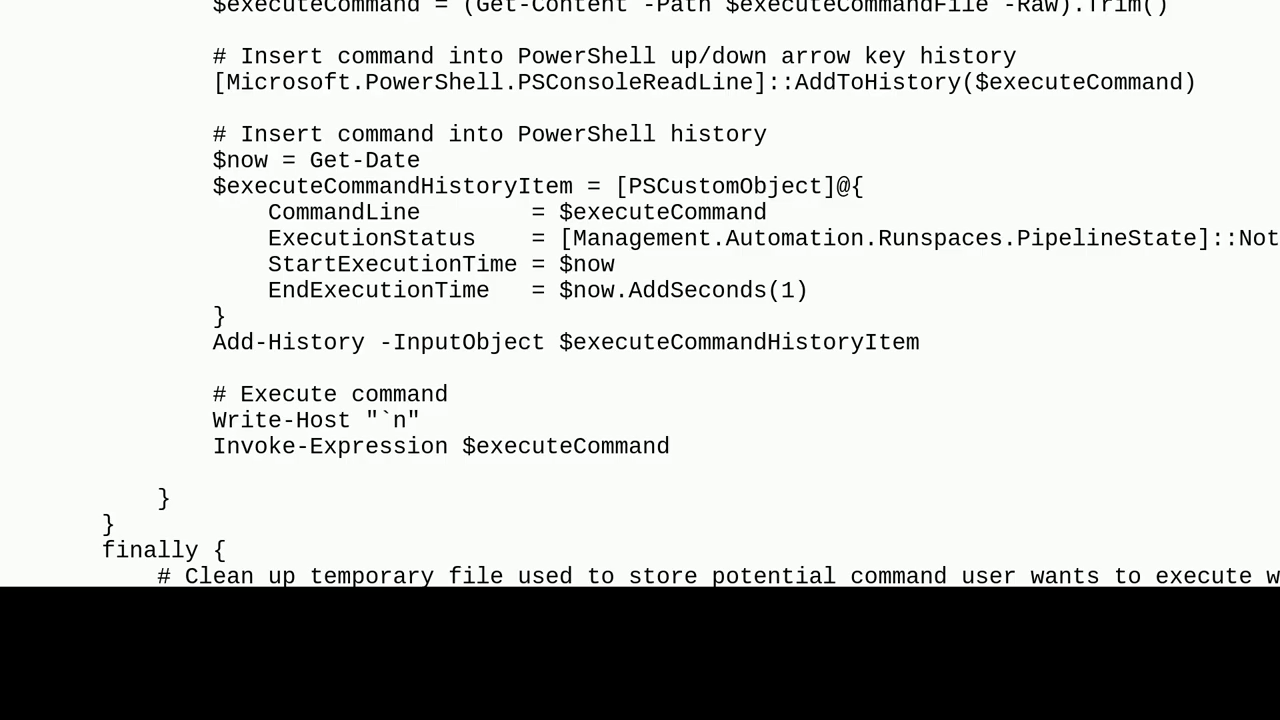 $executeCommand = (Get-Content -Path $executeCommandFile -Raw).Trim()
# Insert command into PowerShell up/down arrow key history
[Microsoft.PowerShell.PSConsoleReadLine]::AddToHistory($executeCommand)
# Insert command into PowerShell history
$now = Get-Date
$executeCommandHistoryItem = [PSCustomObject]@{
    CommandLine        = $executeCommand
    ExecutionStatus    = [Management.Automation.Runspaces.PipelineState]::Not
    StartExecutionTime = $now
    EndExecutionTime   = $now.AddSeconds(1)
}
Add-History -InputObject $executeCommandHistoryItem
# Execute command
Write-Host "`n"
Invoke-Expression $executeCommand
}
}
finally {
# Clean up temporary file used to store potential command user wants to execute w